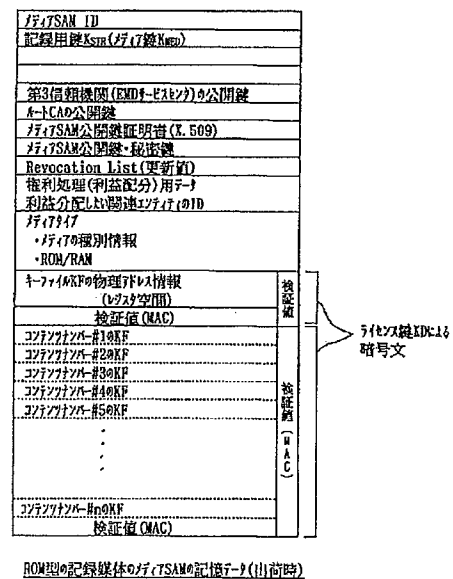 メディアSAM_ID
記録用鍵KSTR(メディア鍵KMED)
第3信頼機関(EMDサービスセンタ)の公開鍵
ルートCAの公開鍵
メディアSAM公開鍵証明書(X.509)
メディアSAM公開鍵・秘密鍵
Revocation List(更新値)
権利処理(利益配分)用データ
利益分配したい関連エンティティのID
メディアタイプ
・メディアの種別情報
・ROM/RAM
キーファイルKFの物理アドレス情報
(レジスタ空間)
検証値(MAC)
検証値
コンテンツナンバー#1のKF
コンテンツナンバー#2のKF
コンテンツナンバー#3のKF
コンテンツナンバー#4のKF
コンテンツナンバー#5のKF
コンテンツナンバー#nのKF
検証値(MAC)
検証値(MAC)
ライセンス鍵KDによる
暗号文
ROM型の記録媒体のメディアSAMの記憶データ(出荷時)